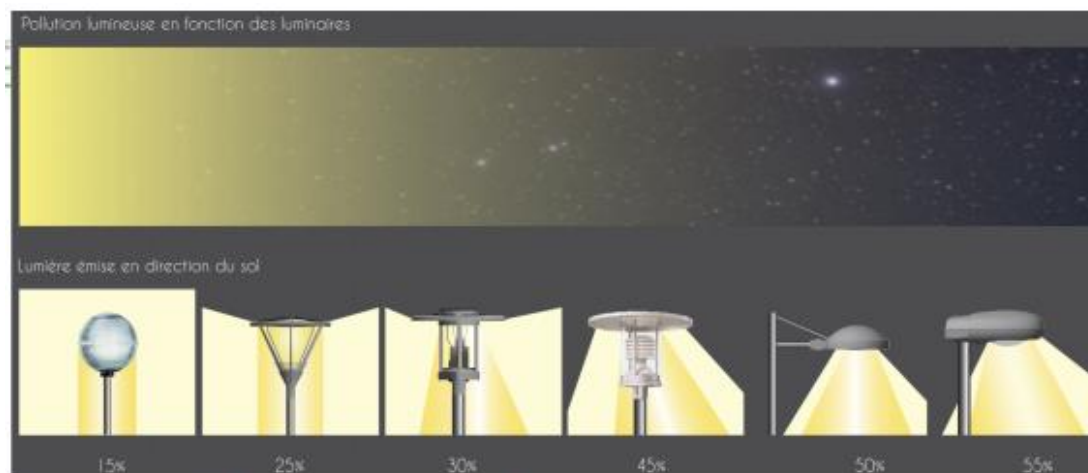 Pollution lumineuse en fonction des luminaires
Lumière émise en direction du sol
15% 25% 30% 45% 50% 55%